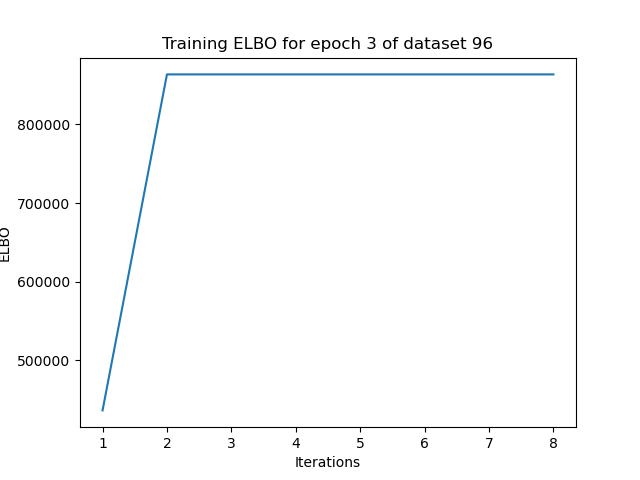 Training ELBO for epoch 3 of dataset 96
800000
700000
600000
500000
ELBO
1 2 3 4 5 6 7 8
Iterations